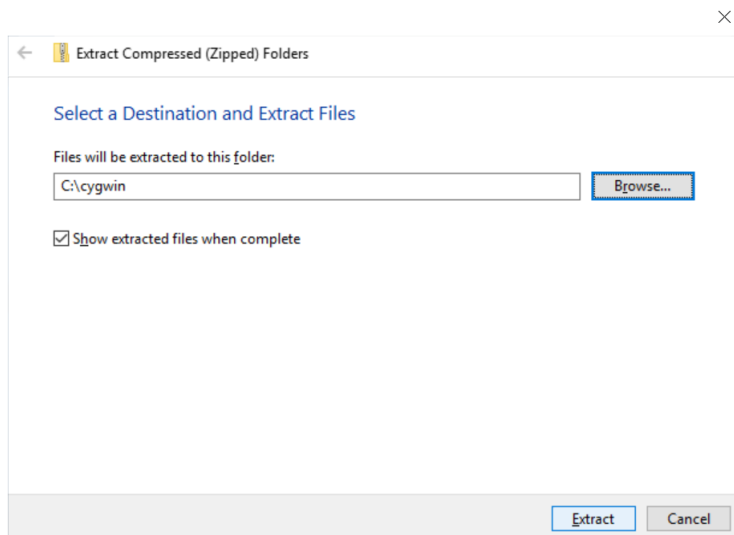 Extract Compressed (Zipped) Folders
Select a Destination and Extract Files
Files will be extracted to this folder:
C:\cygwin
Browse...
Show extracted files when complete
Extract
Cancel